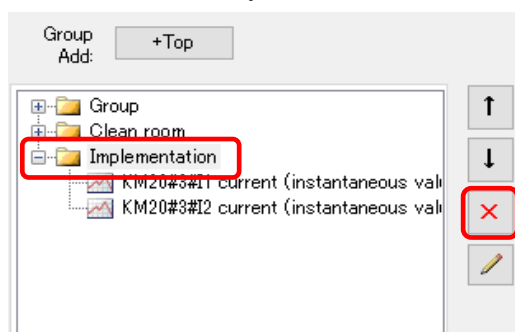 Group
Add:
+Top
Group
Clean room
Implementation
KM20#3#I1 current (instantaneous valu
KM20#3#I2 current (instantaneous valu